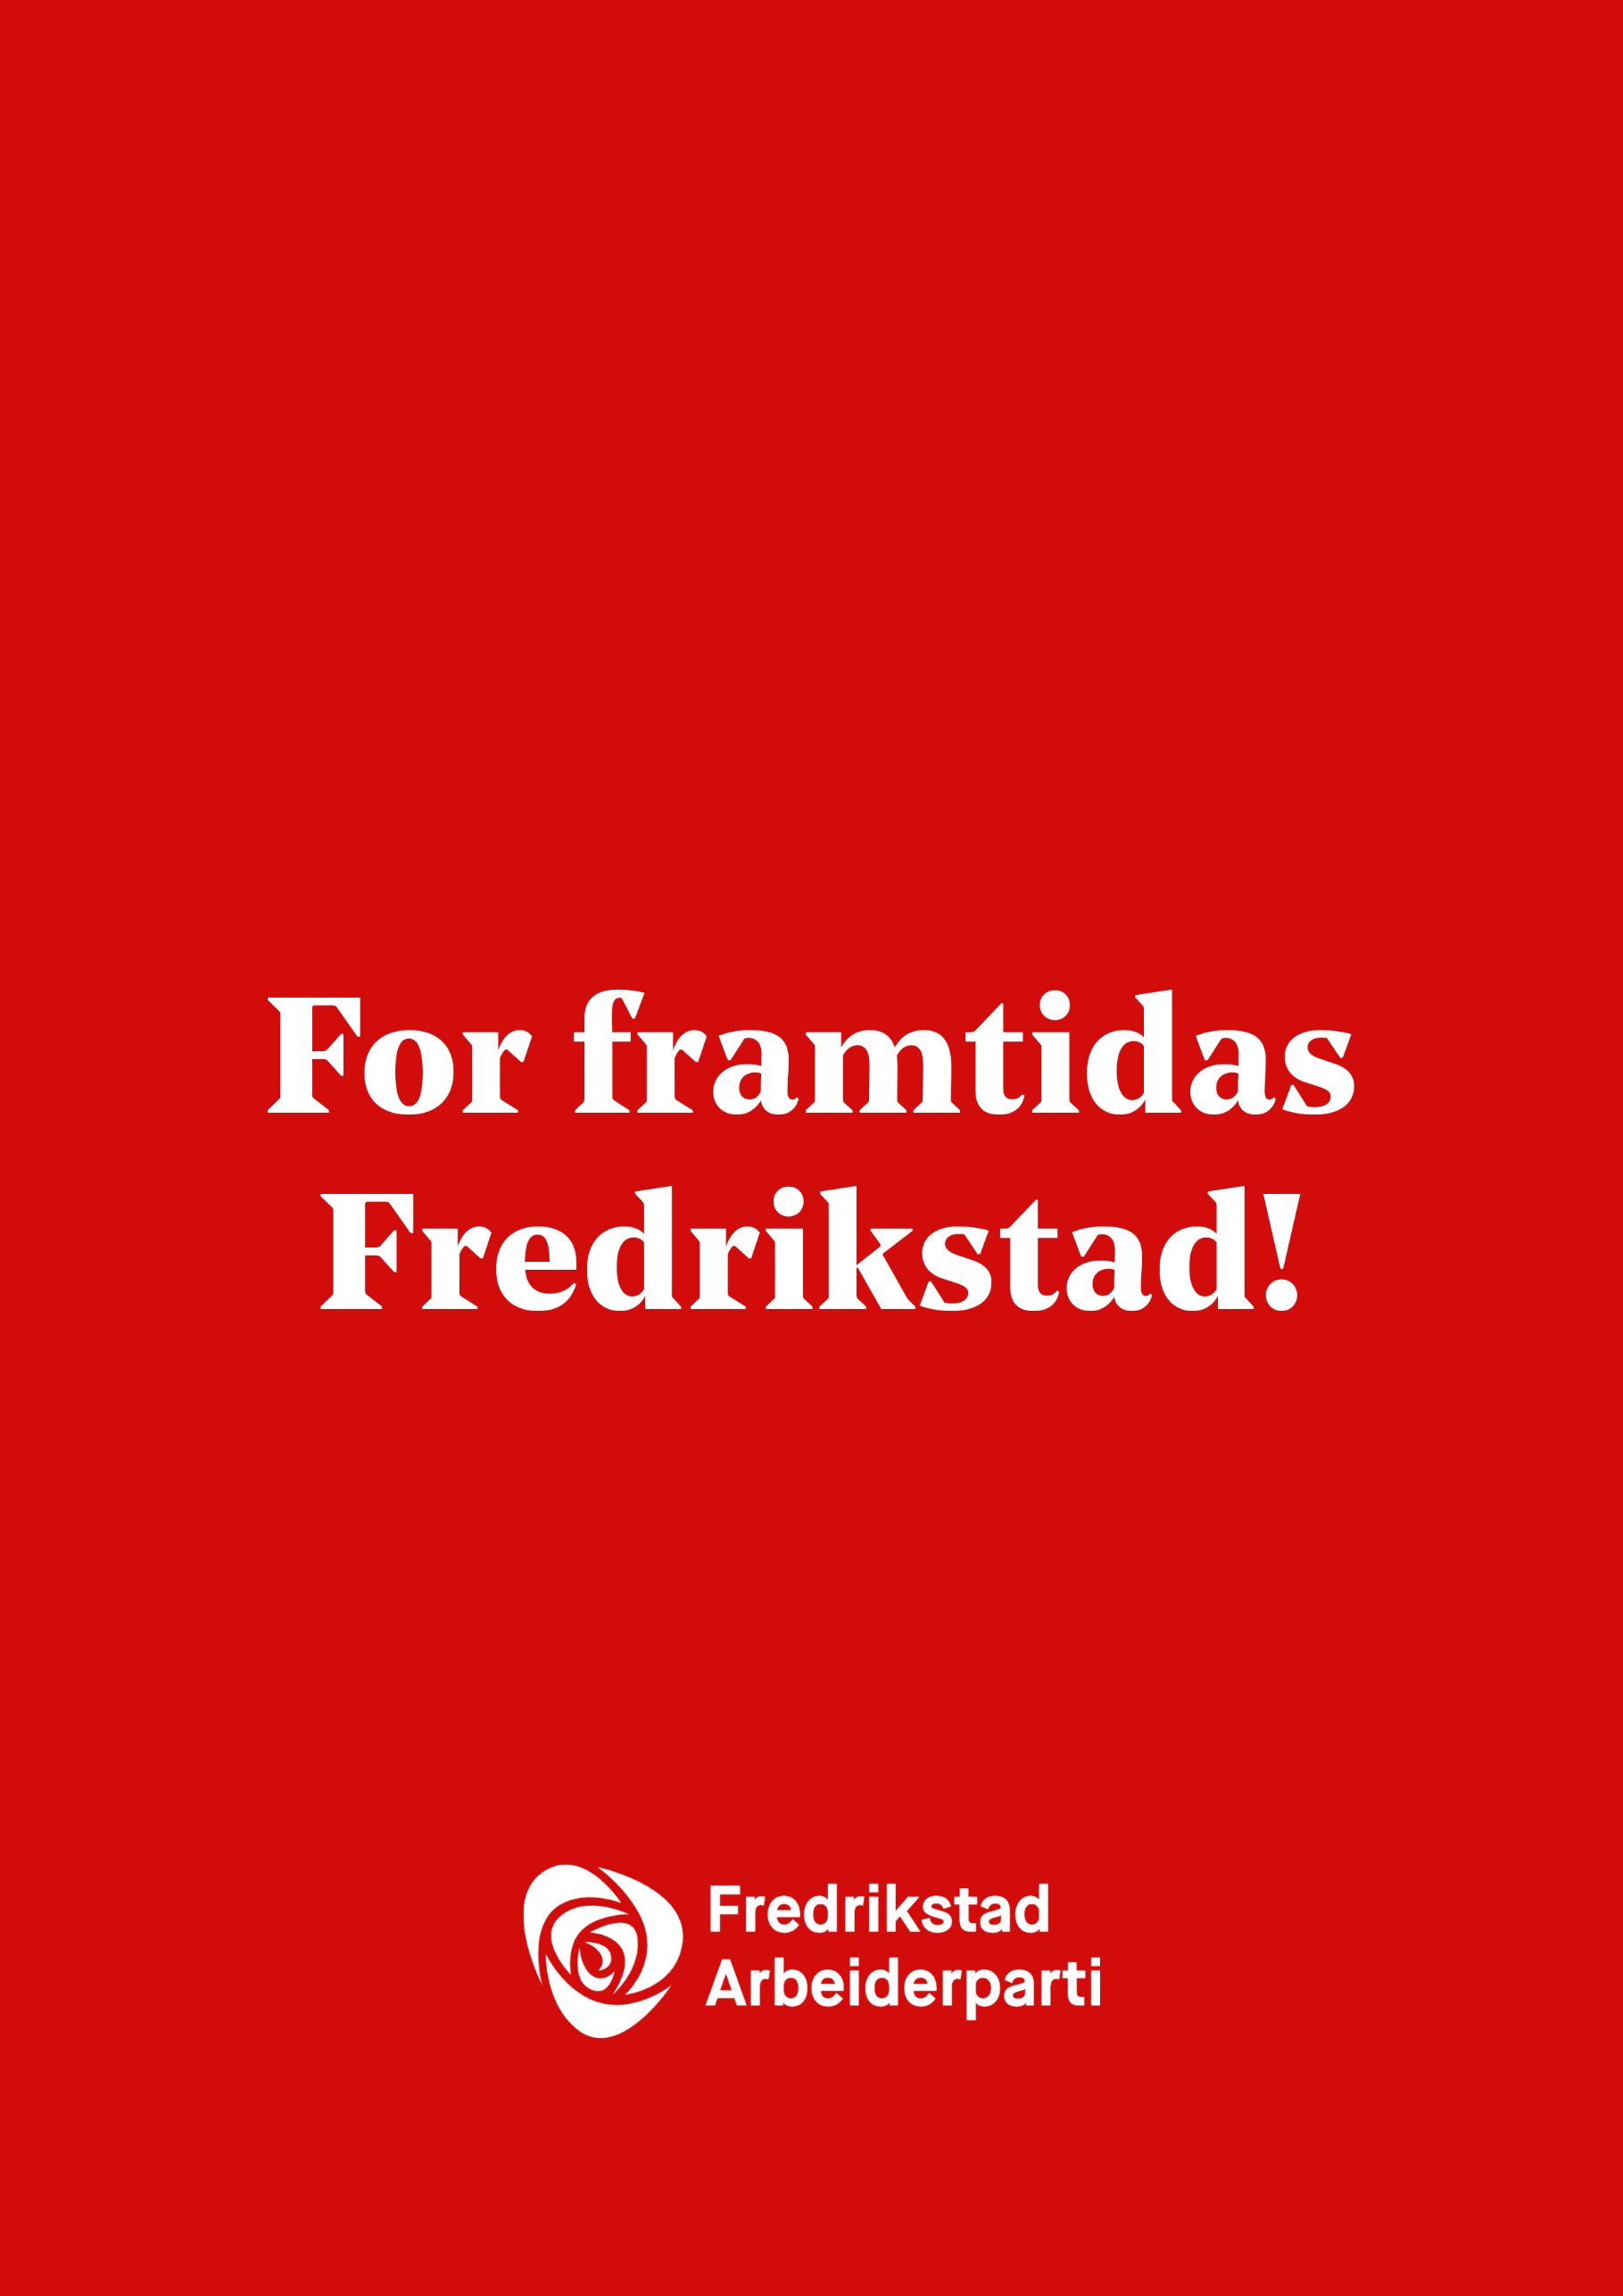 For framtidas
Fredrikstad!
Fredrikstad
Arbeiderparti